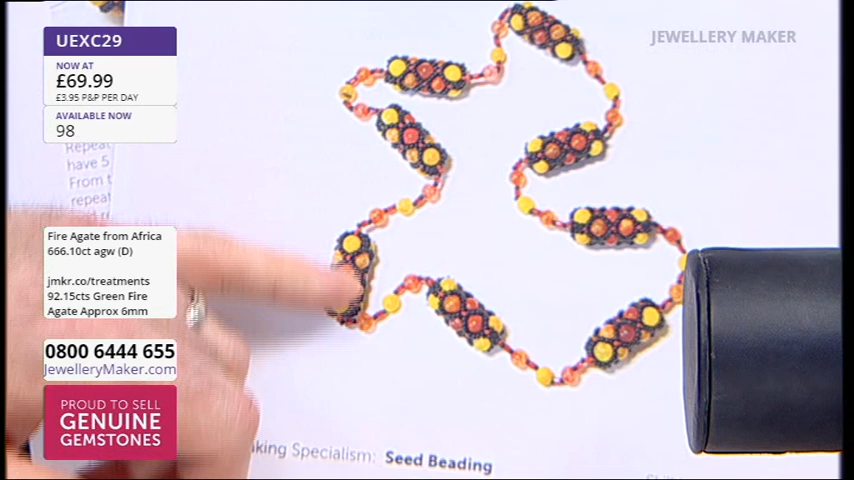 UEXC29
NOW AT
£69.99
£3.95 P&P PER DAY
AVAILABLE NOW
98
JEWELLERY MAKER
Repeat
have 5
From t
repeat
Fire Agate from Africa
666.10ct agw (D)
jmkr.co/treatments
92.15cts Green Fire
Agate Approx 6mm
0800 6444 655
JewelleryMaker.com
PROUD TO SELL
GENUINE
GEMSTONES
king Specialism: Seed Beading